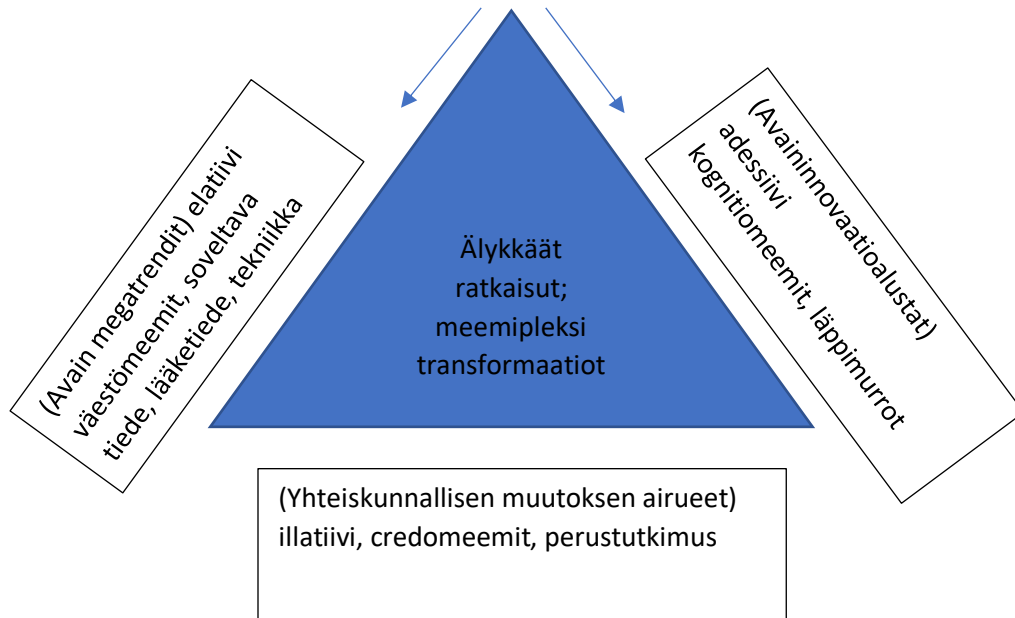 (Avain megatrendit) elatiivi
väestömeemit, soveltava
tiede, lääketiede, tekniikka
Älykkäät
ratkaisut;
meemipleksi
transformaatiot
(Avaininnovaatioalustat)
adessiivi
kognitiomeemit, läppimurrot
(Yhteiskunnallisen muutoksen airueet)
illatiivi, credomeemit, perustutkimus